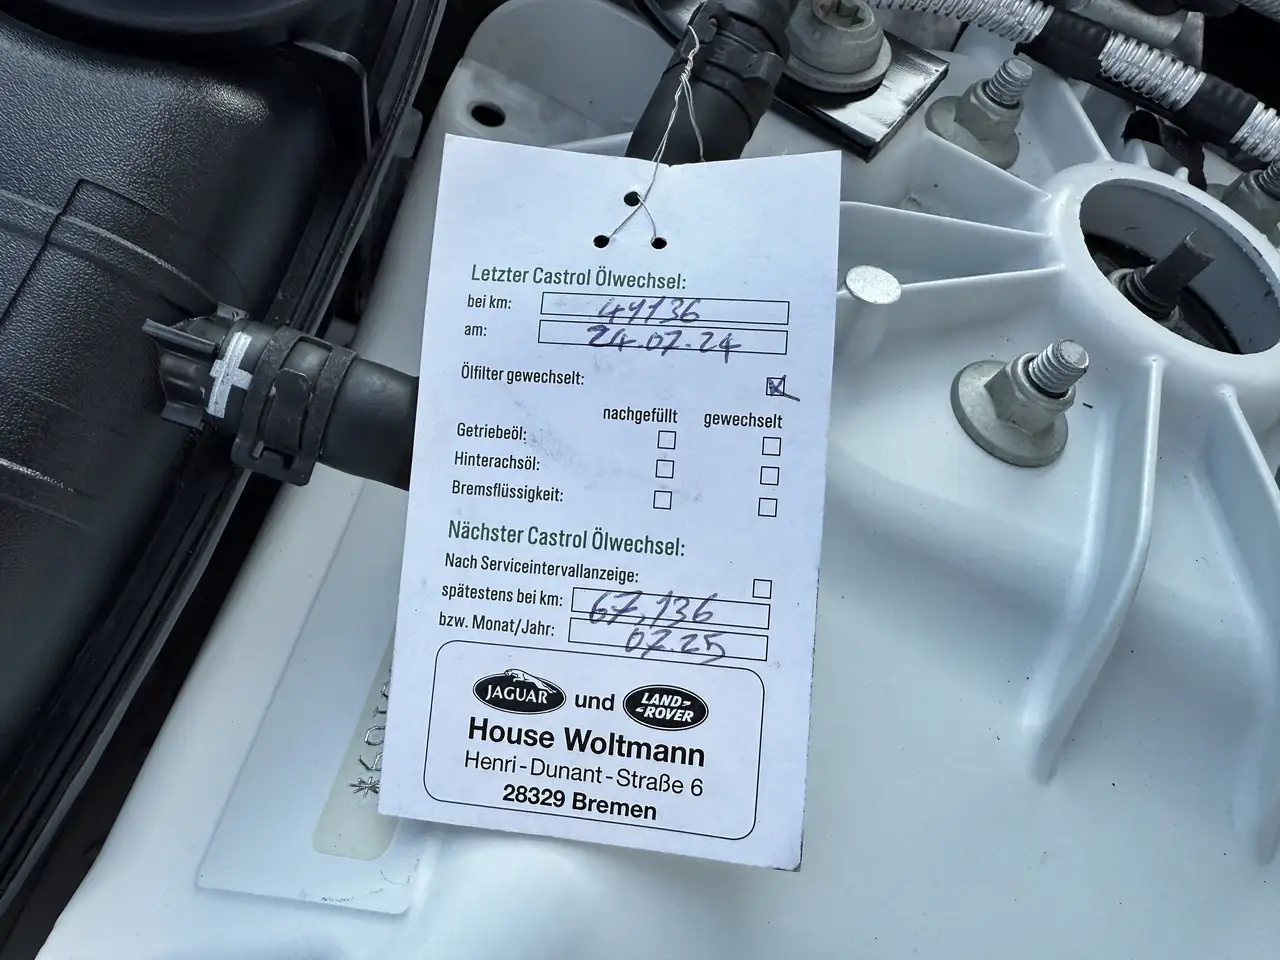 Letzter Castrol Ölwechsel:
bei km: 49136
am: 24.07.24
Ölfilter gewechselt:
nachgefüllt gewechselt
Getriebeöl:
Hinterachsöl:
Bremsflüssigkeit:
Nächster Castrol Ölwechsel:
Nach Serviceintervallanzeige:
spätestens bei km: 67,136
bzw. Monat/Jahr: 07.25
JAGUAR und LAND-ROVER
House Woltmann
Henri-Dunant-Straße 6
28329 Bremen